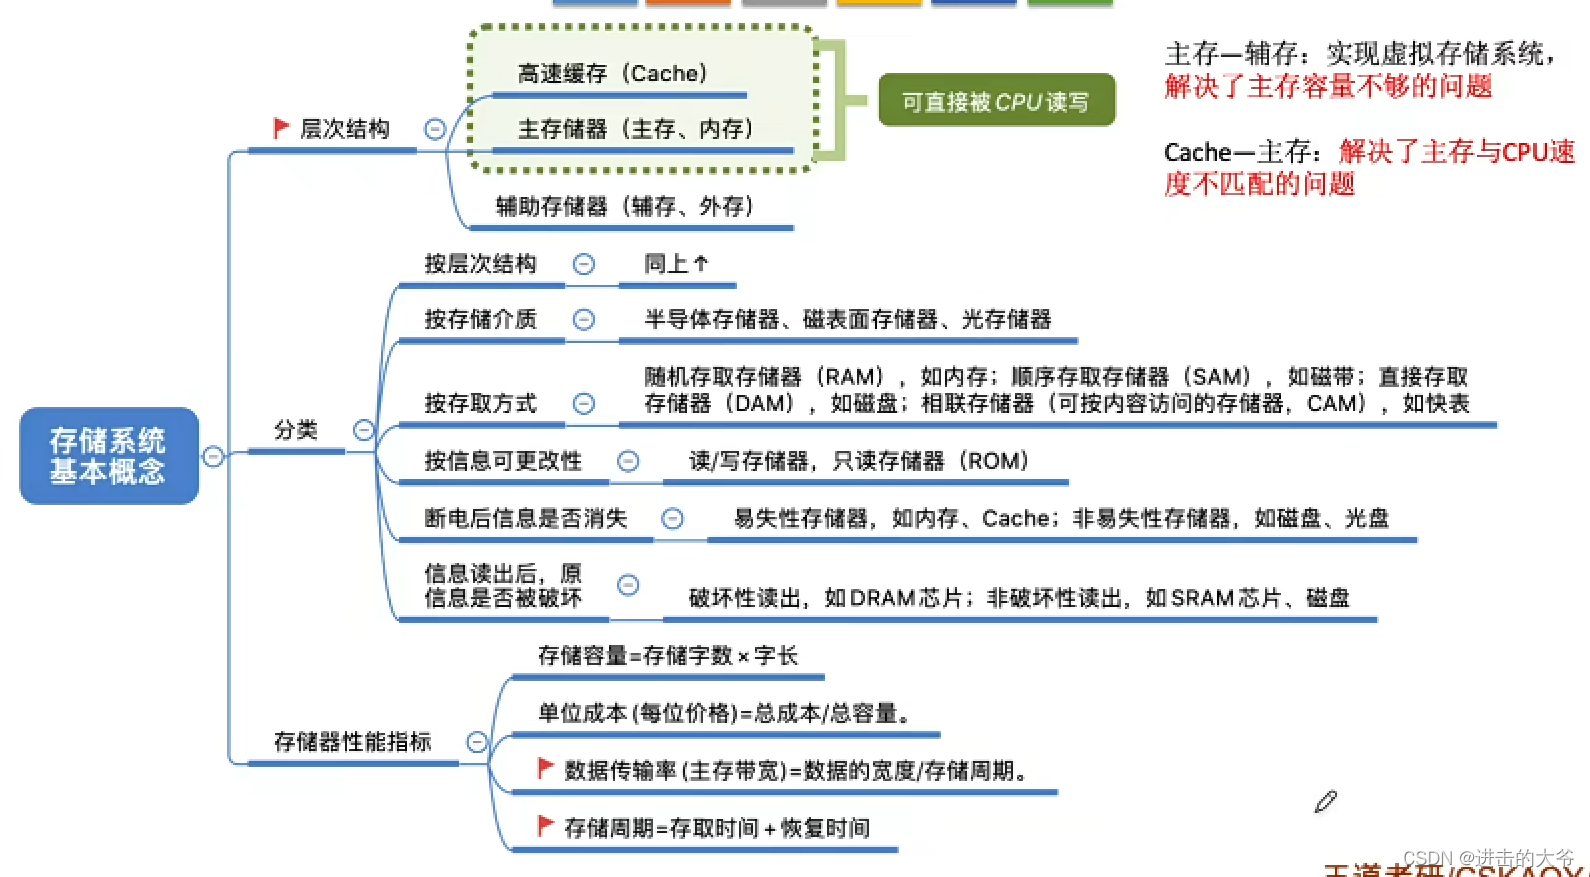 高速缓存（Cache）
主存储器（主存、内存）
可直接被CPU读写
主存—辅存：实现虚拟存储系统，
解决了主存容量不够的问题
Cache—主存：解决了主存与CPU速
度不匹配的问题
层次结构
辅助存储器（辅存、外存）
按层次结构
同上↑
按存储介质
半导体存储器、磁表面存储器、光存储器
按存取方式
随机存取存储器（RAM），如内存；顺序存取存储器（SAM），如磁带；直接存取
存储器（DAM），如磁盘；相联存储器（可按内容访问的存储器，CAM），如快表
分类
存储系统
基本概念
按信息可更改性
读/写存储器，只读存储器（ROM）
断电后信息是否消失
易失性存储器，如内存、Cache；非易失性存储器，如磁盘、光盘
信息读出后，原
信息是否被破坏
破坏性读出，如DRAM芯片；非破坏性读出，如SRAM芯片、磁盘
存储器性能指标
存储容量=存储字数×字长
单位成本(每位价格)=总成本/总容量。
数据传输率(主存带宽)=数据的宽度/存储周期。
存储周期=存取时间+恢复时间
CSDN @进击的大爷
王道考研/CSKAOY